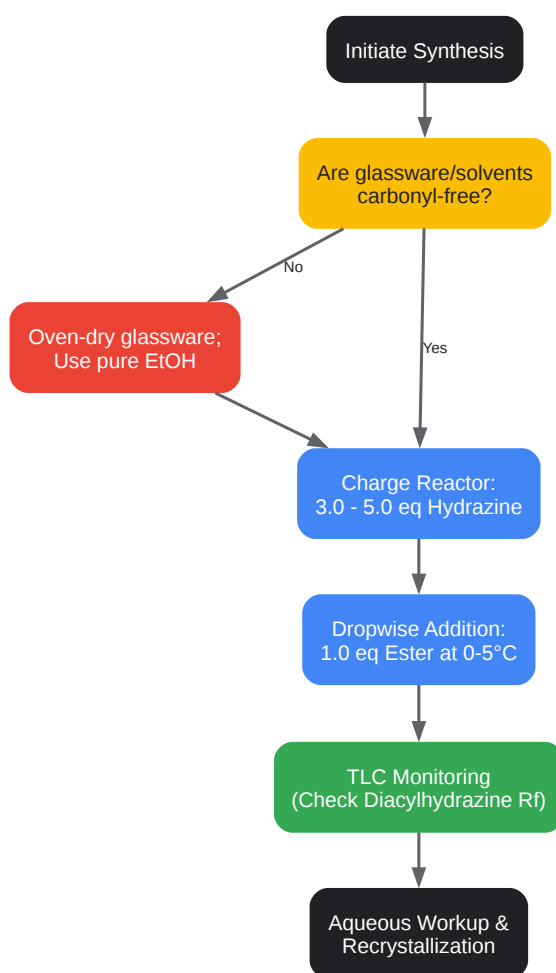 Initiate Synthesis
Are glassware/solvents
carbonyl-free?
No
Yes
Oven-dry glassware;
Use pure EtOH
Charge Reactor:
3.0 - 5.0 eq Hydrazine
Dropwise Addition:
1.0 eq Ester at 0-5°C
TLC Monitoring
(Check Diacylhydrazine Rf)
Aqueous Workup &
Recrystallization